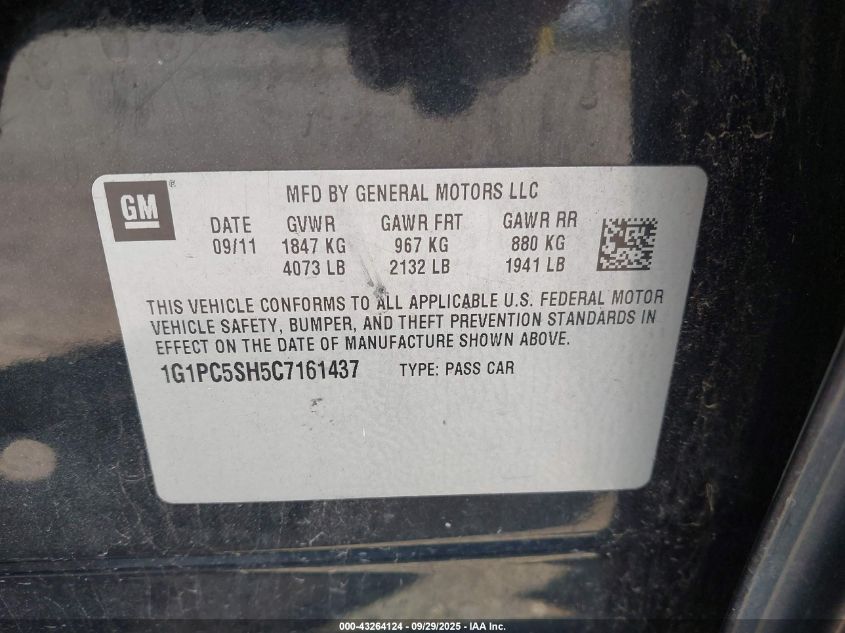 GM®
MFD BY GENERAL MOTORS LLC
DATE GVWR GAWR FRT GAWR RR
09/11 1847 KG 967 KG 880 KG
4073 LB 2132 LB 1941 LB
THIS VEHICLE CONFORMS TO ALL APPLICABLE U.S. FEDERAL MOTOR
VEHICLE SAFETY, BUMPER, AND THEFT PREVENTION STANDARDS IN
EFFECT ON THE DATE OF MANUFACTURE SHOWN ABOVE.
1G1PC5SH5C7161437 TYPE: PASS CAR
000-43264124 - 09/29/2025 - IAA Inc.